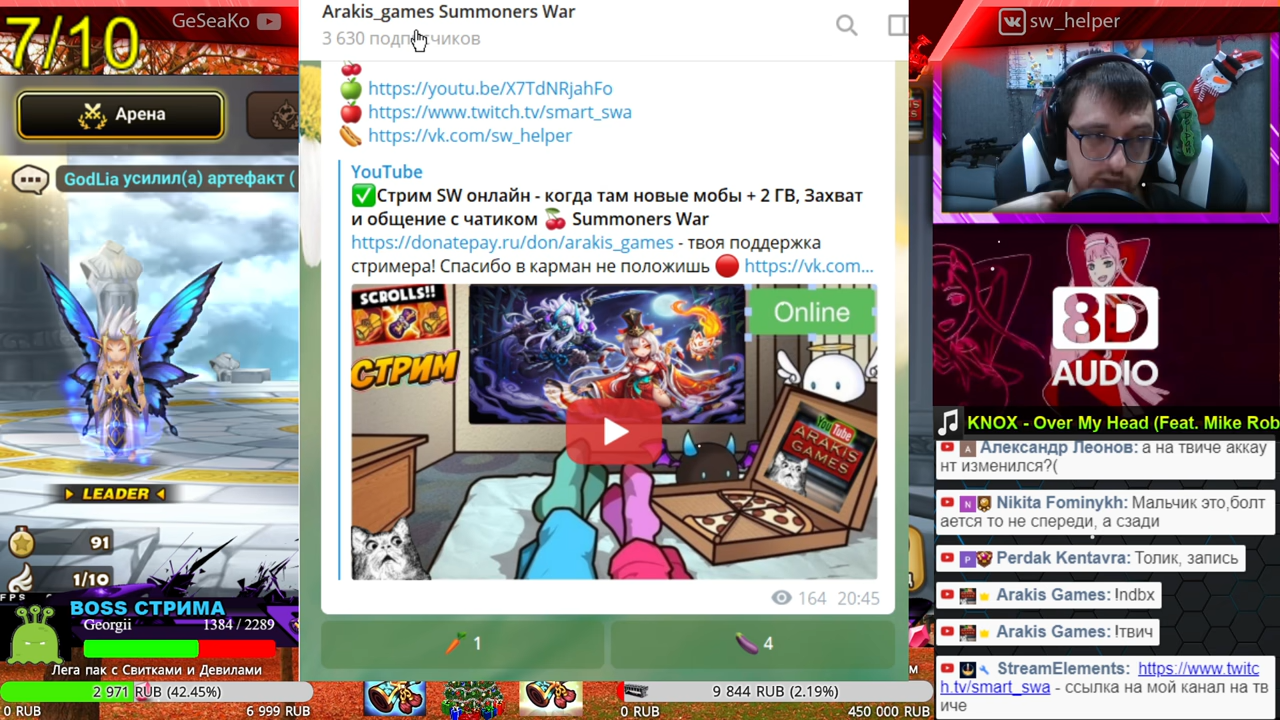 7/10
GeSeaKo
Арена
GodLia усилил(а) артефакт (
LEADER
91
1/10
FPS
BOSS СТРИМА
Georgii
1384 / 2289
Лега пак с Свитками и Девилами
2 971 RUB (42.45%)
0 RUB
6 999 RUB
Arakis_games Summoners War
3 630 подписчиков
https://youtu.be/X7TdNRjahFo
https://www.twitch.tv/smart_swa
https://vk.com/sw_helper
YouTube
Стрим SW онлайн - когда там новые мобы + 2 ГВ, Захват
и общение с чатиком Summoners War
https://donatepay.ru/don/arakis_games - твоя поддержка
стримера! Спасибо в карман не положишь https://vk.com...
SCROLLS!!
СТРИМ
Online
YouTube
ARAKIS
GAMES
164 20:45
1
4
9 844 RUB (2.19%)
0 RUB
450 000 RUB
sw_helper
8D
AUDIO
KNOX - Over My Head (Feat. Mike Rob
Александр Леонов: а на твиче аккау
нт изменился?(
Nikita Fominykh: Мальчик это,болт
ается то не спереди, а сзади
Perdak Kentavra: Толик, запись
Arakis Games: !ndbx
Arakis Games: !твич
StreamElements: https://www.twitc
h.tv/smart_swa - ссылка на мой канал на тв
иче